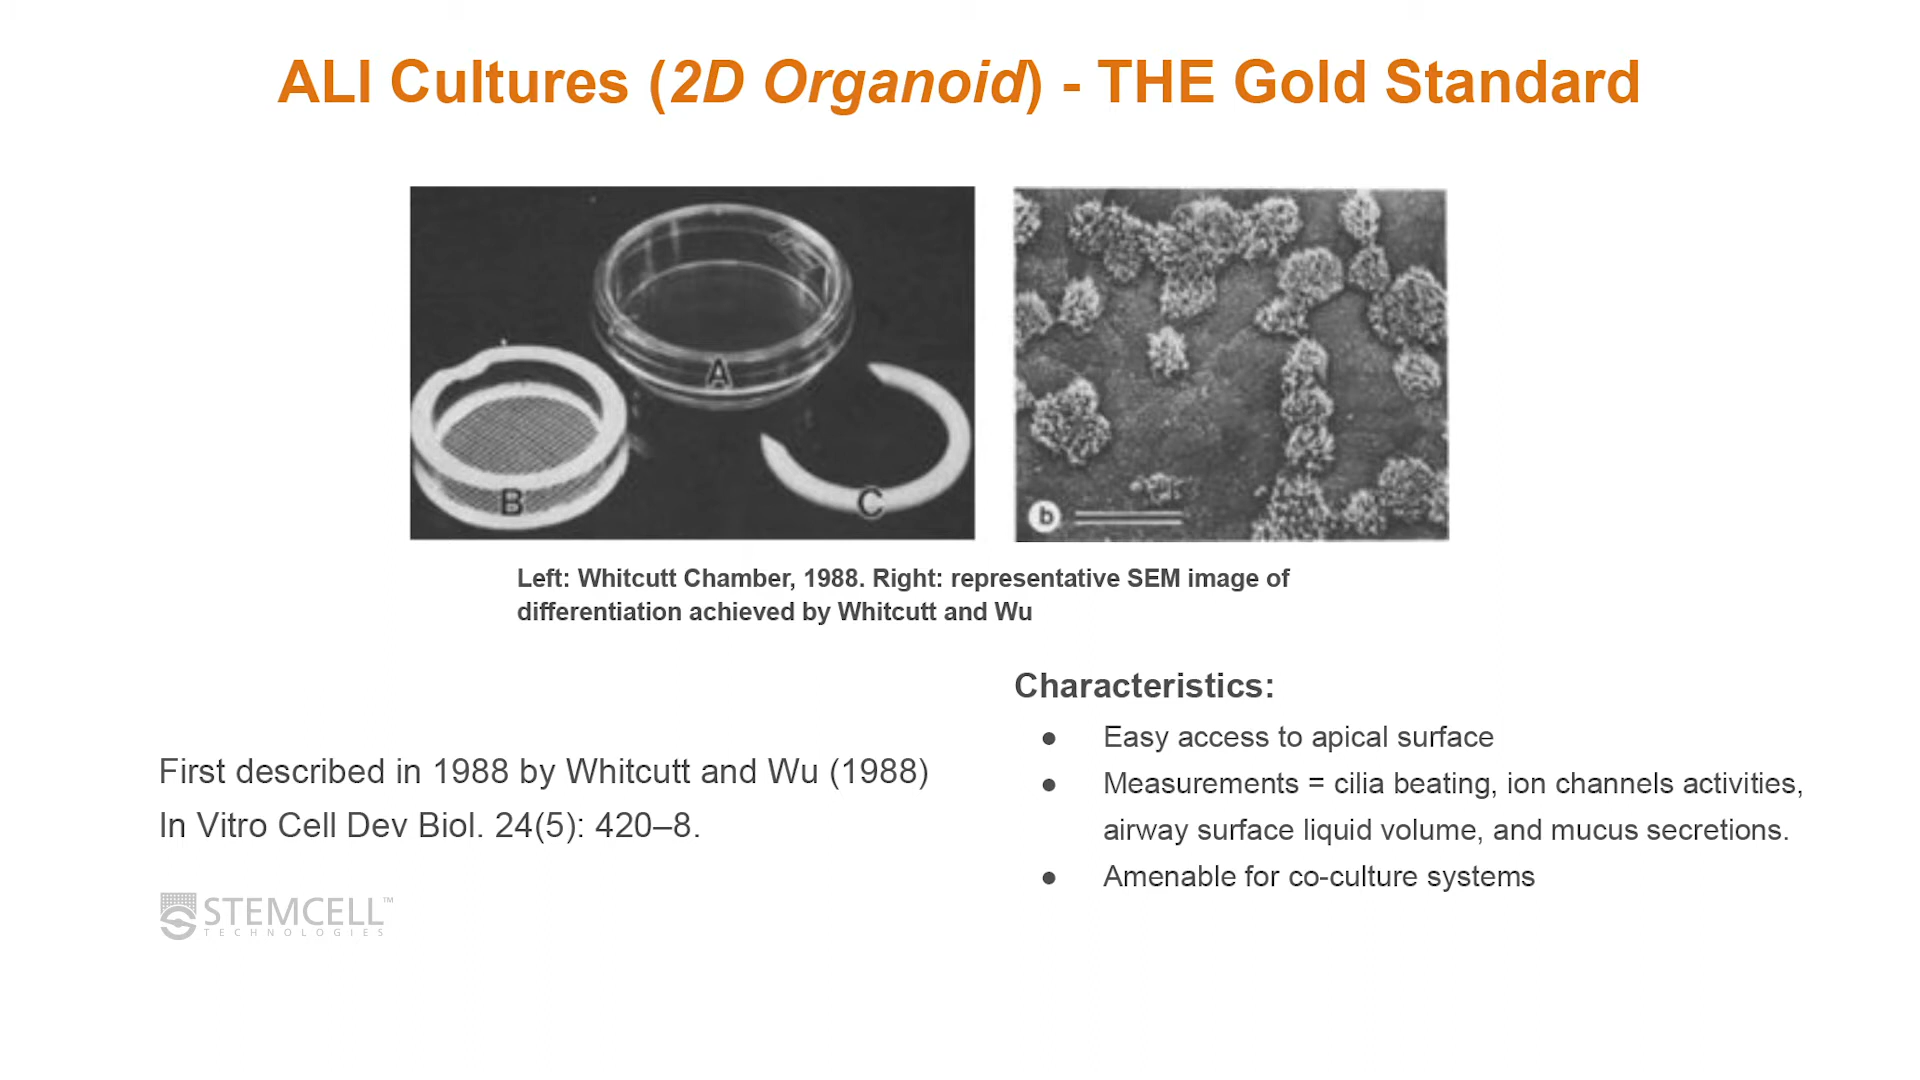 ALI Cultures (2D Organoid) - THE Gold Standard
A
B
C
b
Left: Whitcutt Chamber, 1988. Right: representative SEM image of
differentiation achieved by Whitcutt and Wu
First described in 1988 by Whitcutt and Wu (1988)
In Vitro Cell Dev Biol. 24(5): 420–8.
Characteristics:
● Easy access to apical surface
● Measurements = cilia beating, ion channels activities,
airway surface liquid volume, and mucus secretions.
● Amenable for co-culture systems
STEMCELL™
TECHNOLOGIES